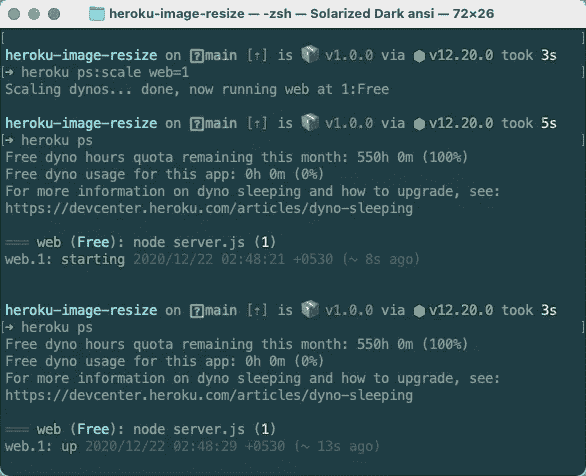 heroku-image-resize — -zsh — Solarized Dark ansi — 72×26
heroku-image-resize on main [⇡] is 📦 v1.0.0 via ⬢ v12.20.0 took 3s
[➜ heroku ps:scale web=1 ]
Scaling dynos... done, now running web at 1:Free
heroku-image-resize on main [⇡] is 📦 v1.0.0 via ⬢ v12.20.0 took 5s
[➜ heroku ps ]
Free dyno hours quota remaining this month: 550h 0m (100%)
Free dyno usage for this app: 0h 0m (0%)
For more information on dyno sleeping and how to upgrade, see:
https://devcenter.heroku.com/articles/dyno-sleeping
=== web (Free): node server.js (1)
web.1: starting 2020/12/22 02:48:21 +0530 (~ 8s ago)
heroku-image-resize on main [⇡] is 📦 v1.0.0 via ⬢ v12.20.0 took 3s
[➜ heroku ps ]
Free dyno hours quota remaining this month: 550h 0m (100%)
Free dyno usage for this app: 0h 0m (0%)
For more information on dyno sleeping and how to upgrade, see:
https://devcenter.heroku.com/articles/dyno-sleeping
=== web (Free): node server.js (1)
web.1: up 2020/12/22 02:48:29 +0530 (~ 13s ago)